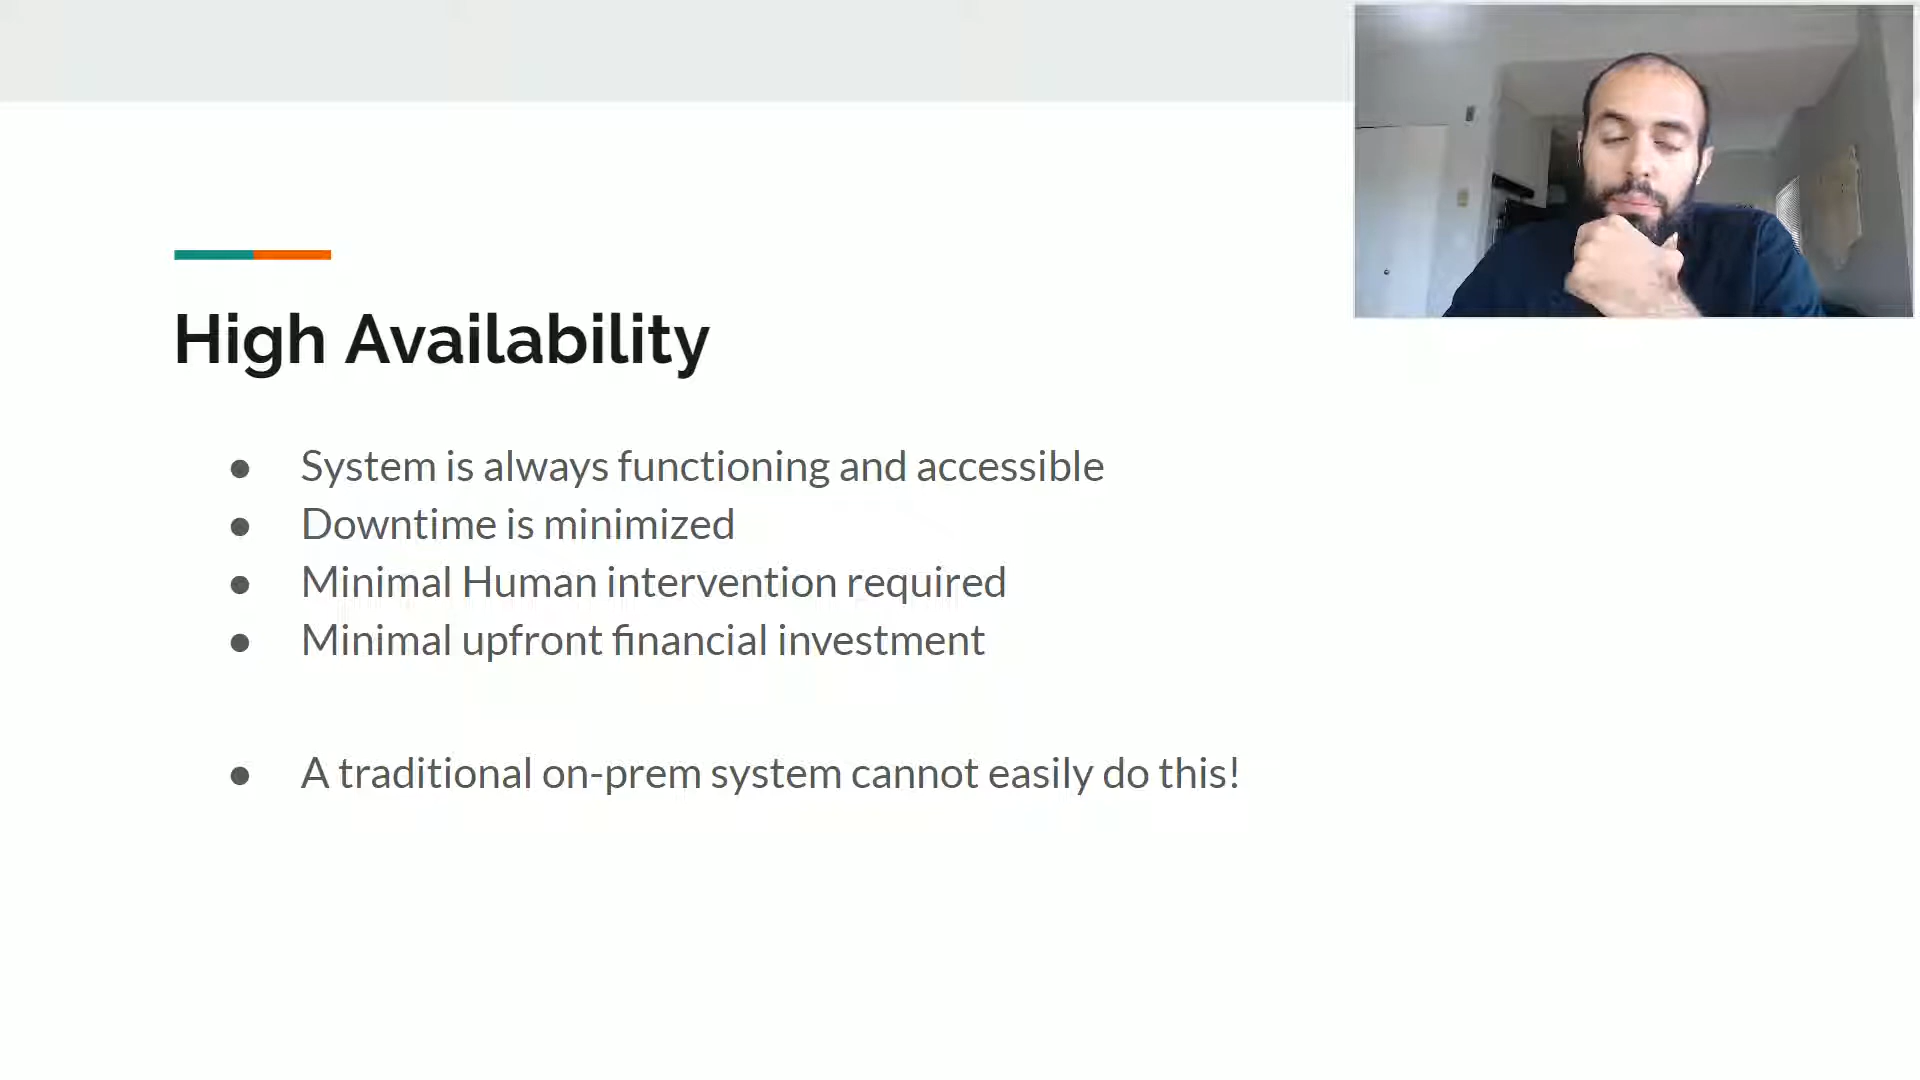 High Availability
System is always functioning and accessible
Downtime is minimized
Minimal Human intervention required
Minimal upfront financial investment
A traditional on-prem system cannot easily do this!